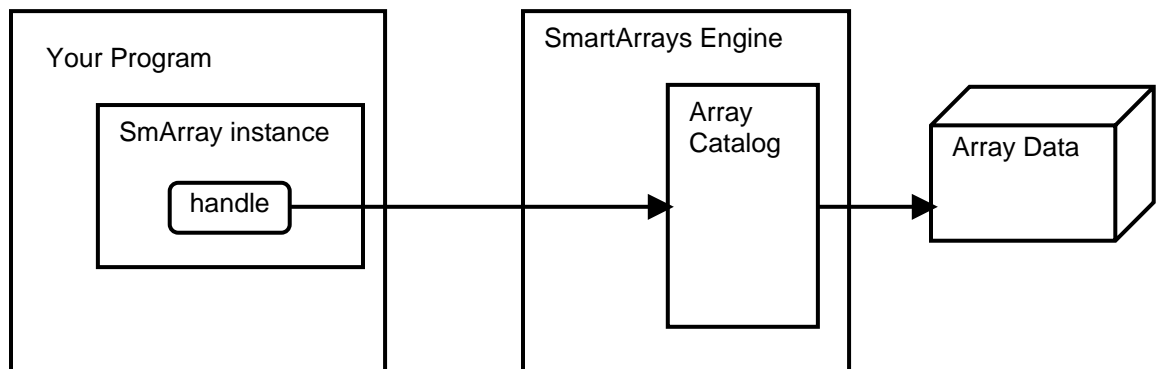 Your Program
SmArray instance
handle
SmartArrays Engine
Array
Catalog
Array Data